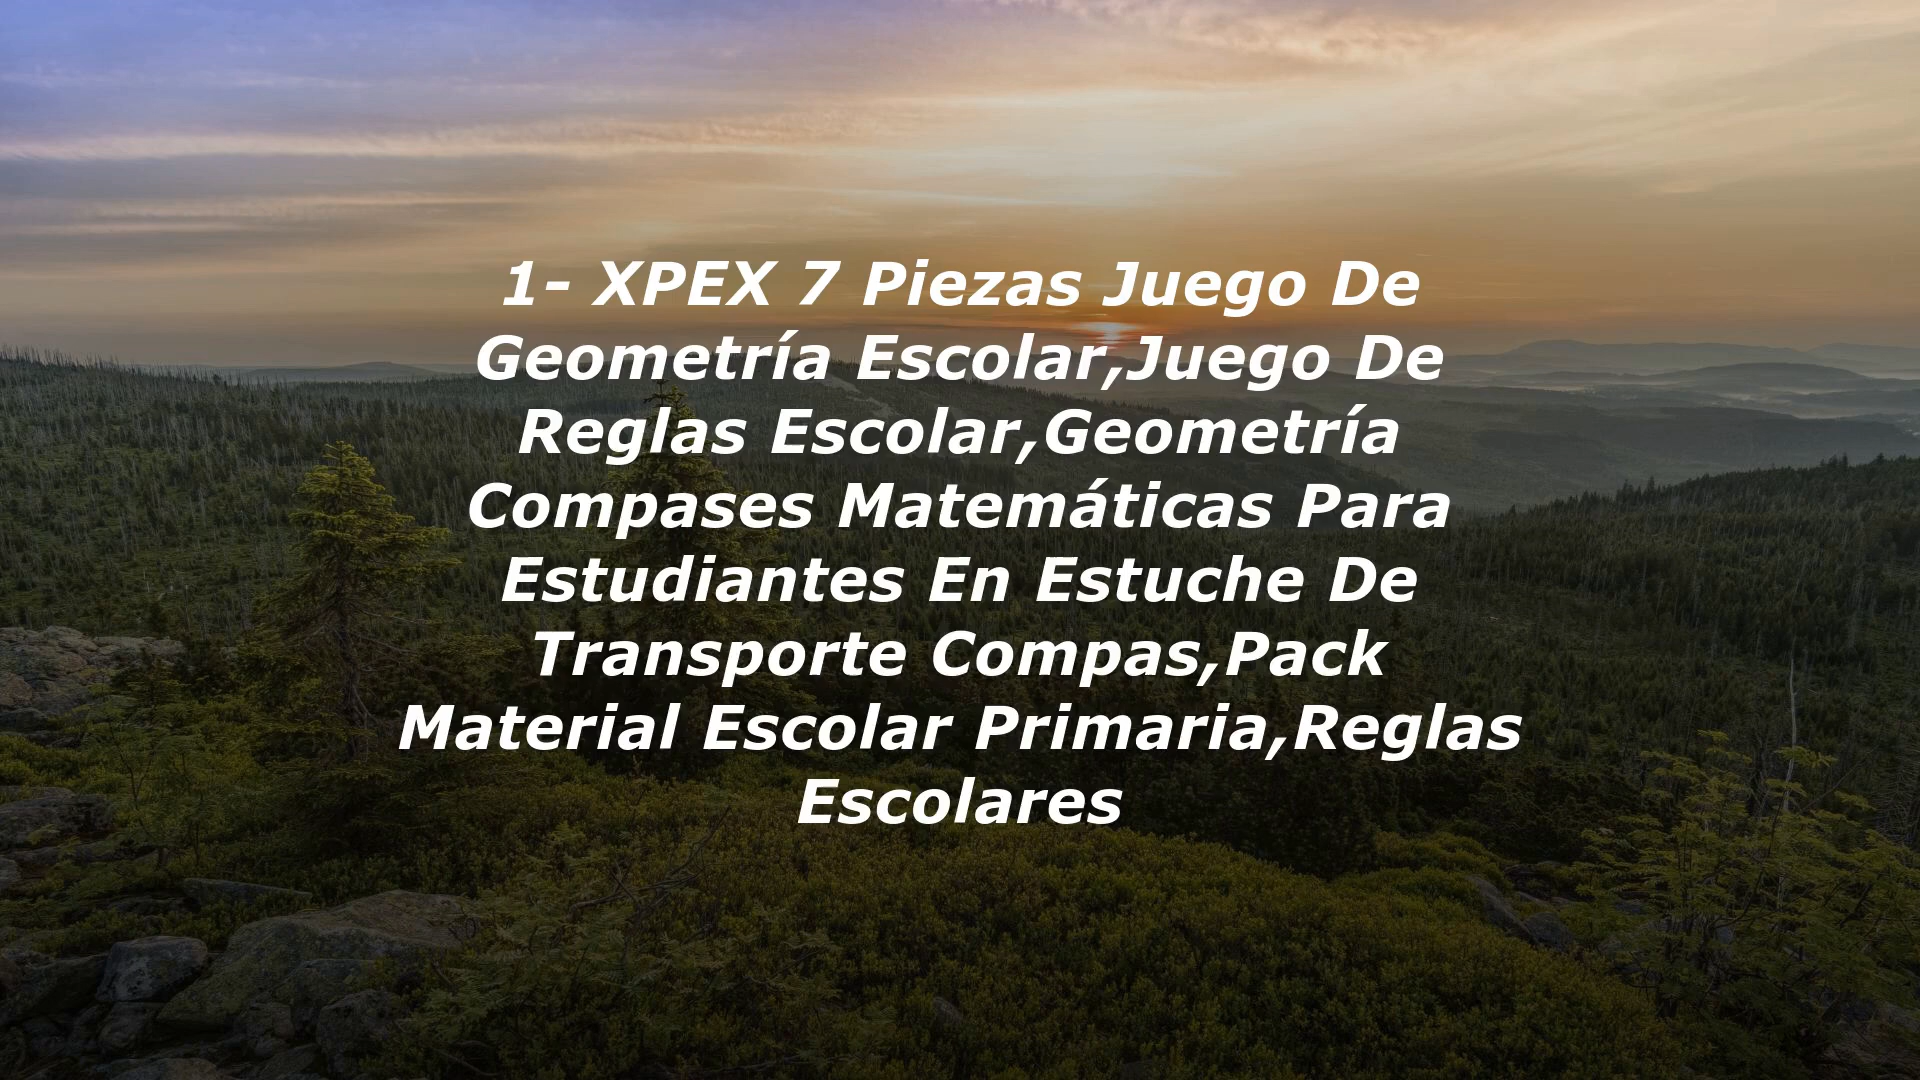 1- XPEX 7 Piezas Juego De
Geometría Escolar,Juego De
Reglas Escolar,Geometría
Compases Matemáticas Para
Estudiantes En Estuche De
Transporte Compas,Pack
Material Escolar Primaria,Reglas
Escolares